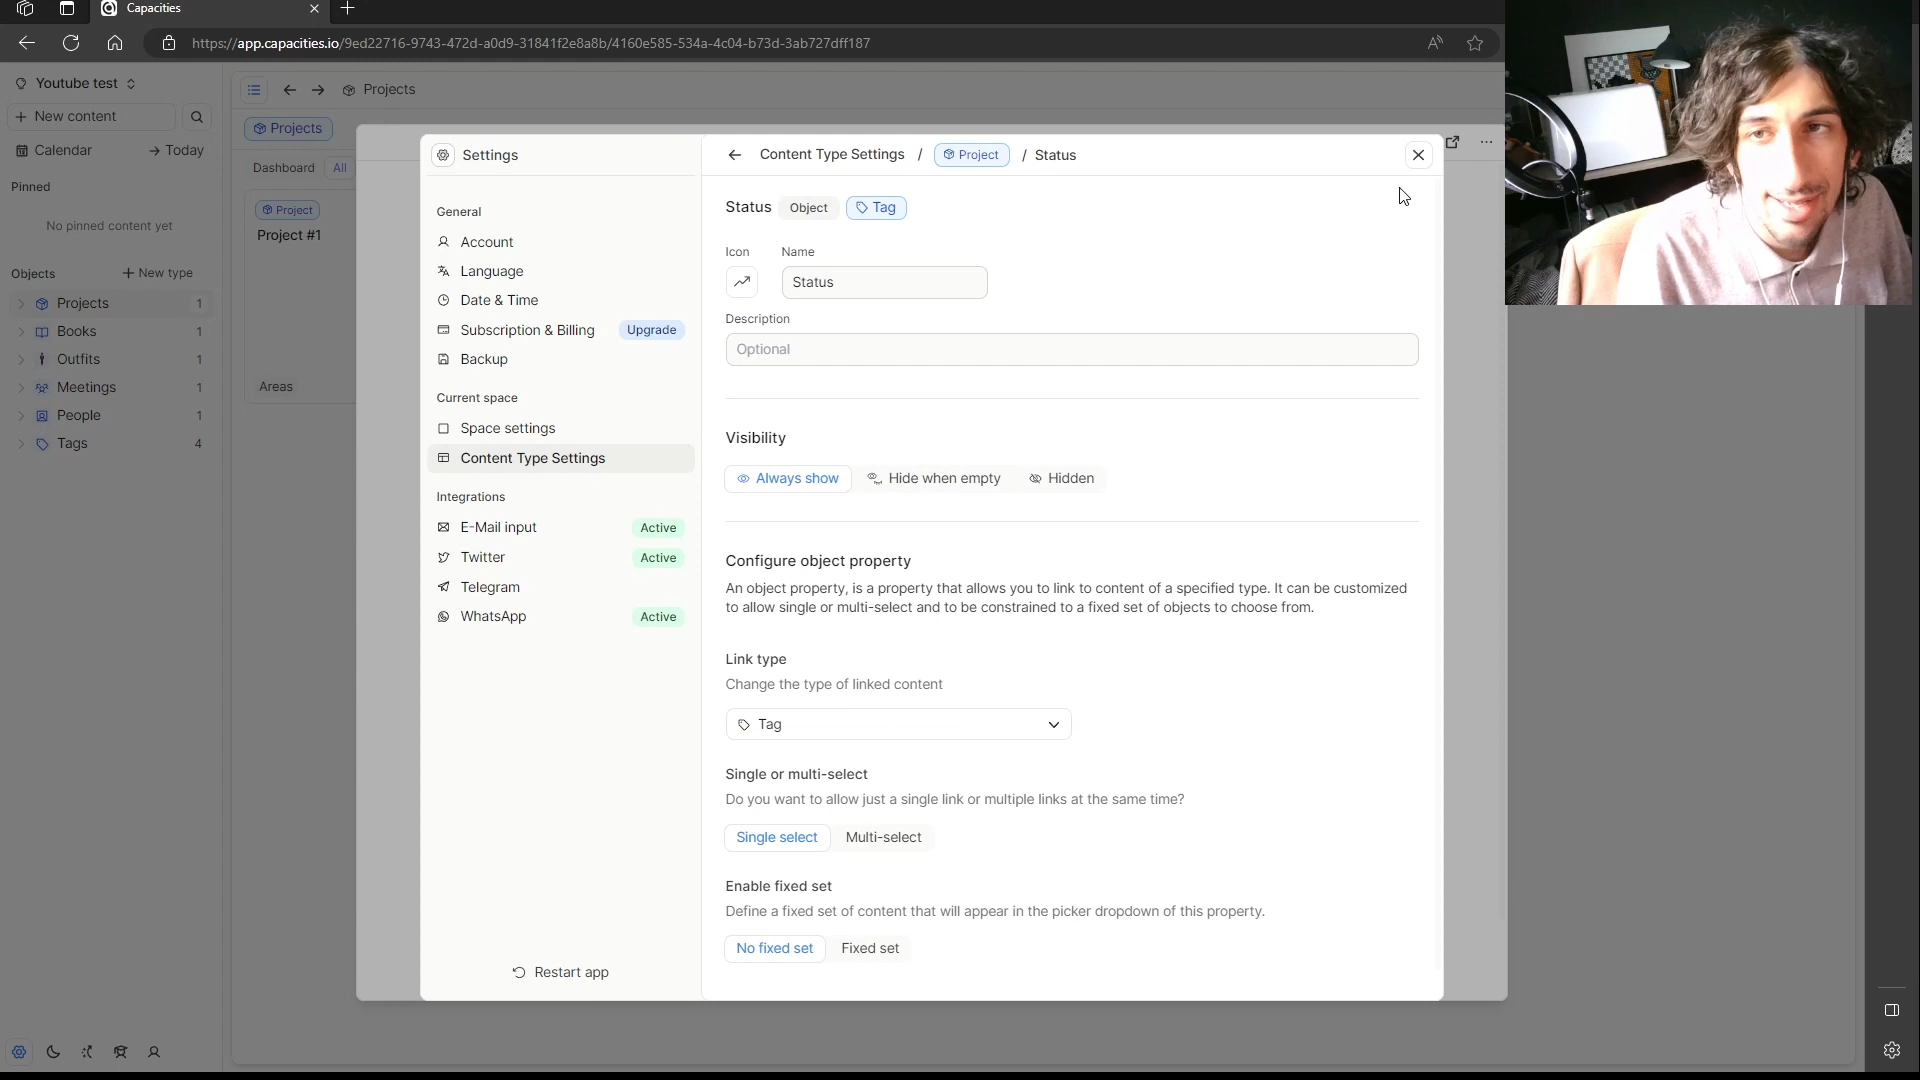 Capacities
https://app.capacities.io/9ed22716-9743-472d-a0d9-31841f2e8a8b/4160e585-534a-4c04-b73d-3ab727dff187
Youtube test
New content
Calendar
Today
Pinned
No pinned content yet
Objects
New type
Projects 1
Books 1
Outfits 1
Meetings 1
People 1
Tags 4
Projects
Projects
Dashboard
All
Project
Project #1
Areas
Settings
General
Account
Language
Date & Time
Subscription & Billing Upgrade
Backup
Current space
Space settings
Content Type Settings
Integrations
E-Mail input Active
Twitter Active
Telegram
WhatsApp Active
Restart app
Content Type Settings / Project / Status
Status Object Tag
Icon Name
Status
Description
Optional
Visibility
Always show Hide when empty Hidden
Configure object property
An object property, is a property that allows you to link to content of a specified type. It can be customized
to allow single or multi-select and to be constrained to a fixed set of objects to choose from.
Link type
Change the type of linked content
Tag
Single or multi-select
Do you want to allow just a single link or multiple links at the same time?
Single select Multi-select
Enable fixed set
Define a fixed set of content that will appear in the picker dropdown of this property.
No fixed set Fixed set